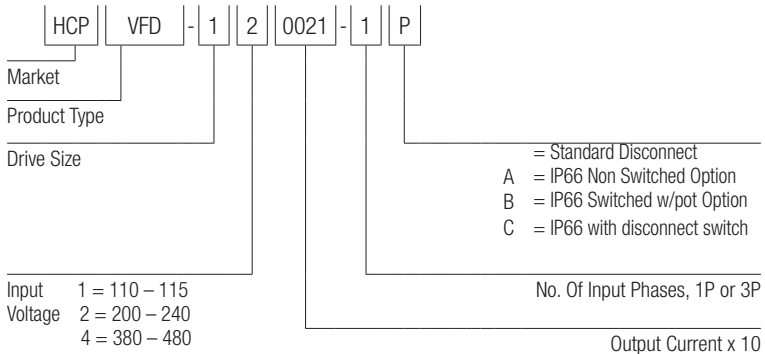 HCP VFD - 1 2 0021 - 1 P
Market
Product Type
Drive Size
= Standard Disconnect
A = IP66 Non Switched Option
B = IP66 Switched w/pot Option
C = IP66 with disconnect switch
Input Voltage
1 = 110 – 115
2 = 200 – 240
4 = 380 – 480
No. Of Input Phases, 1P or 3P
Output Current x 10